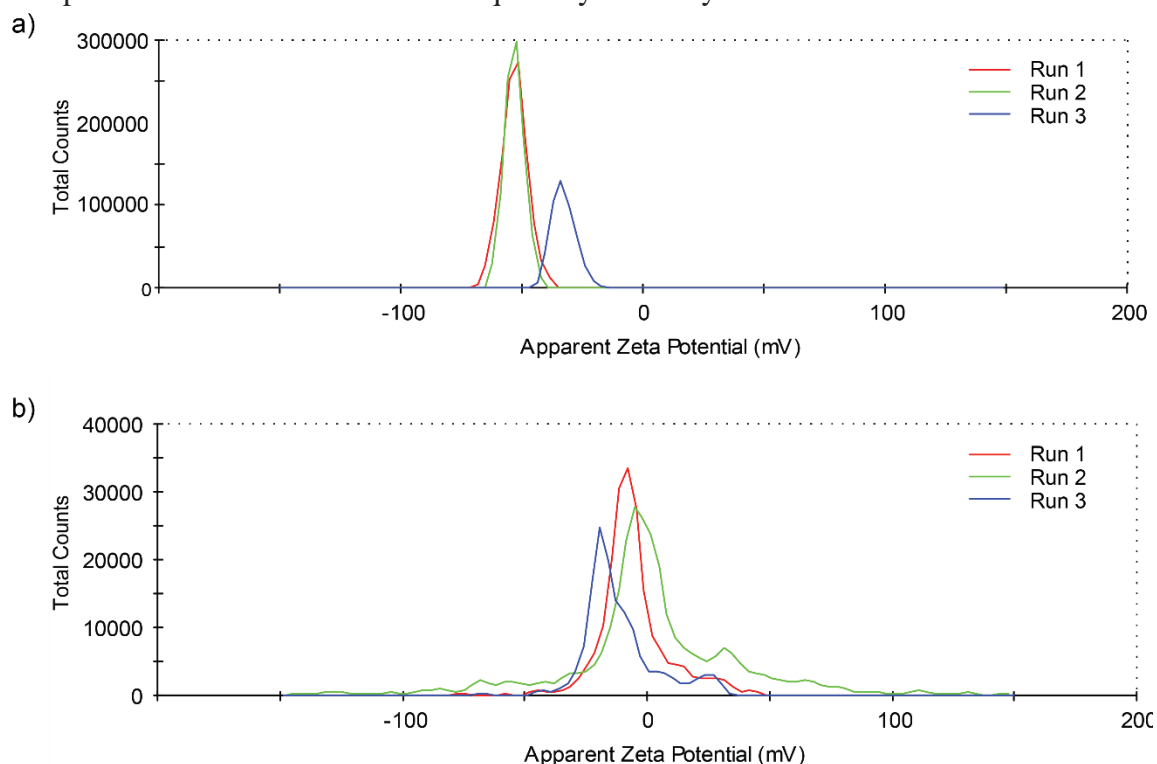 a)
300000
200000
100000
0
Total Counts
Run 1
Run 2
Run 3
-100
0
100
200
Apparent Zeta Potential (mV)
b)
40000
30000
20000
10000
0
Total Counts
Run 1
Run 2
Run 3
-100
0
100
200
Apparent Zeta Potential (mV)